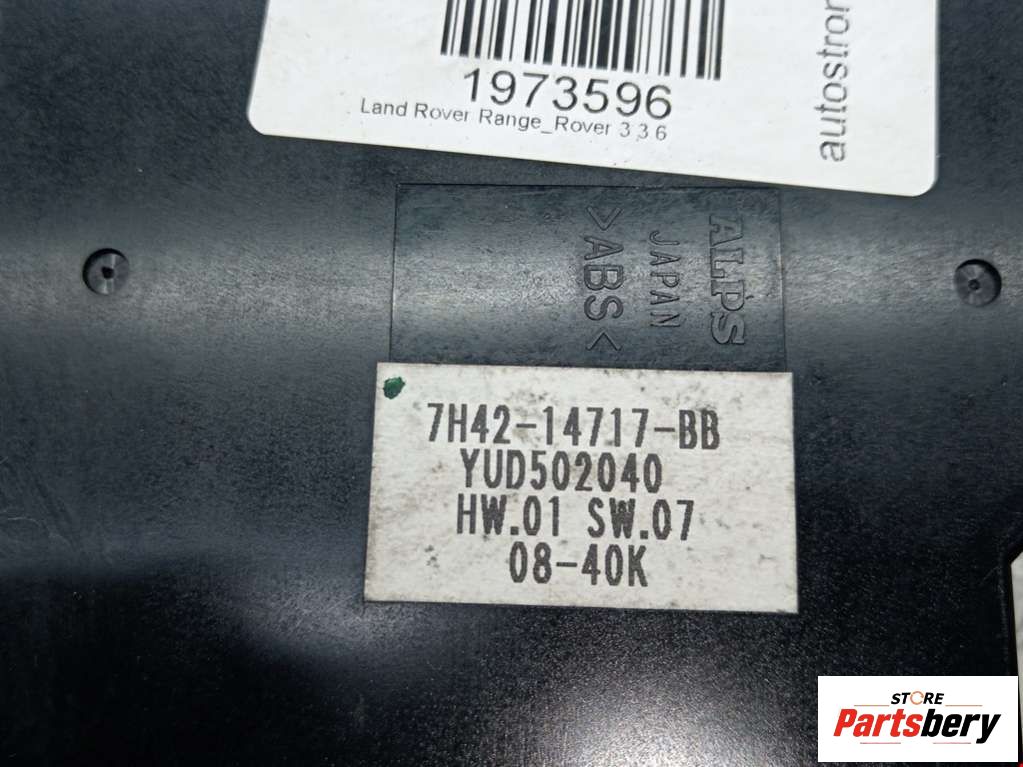 1973596
Land Rover Range_Rover 3 3 6
ALPS
JAPAN
>ABS<
7H42-14717-BB
YUD502040
HW.01 SW.07
08-40K
STORE
Partsbery